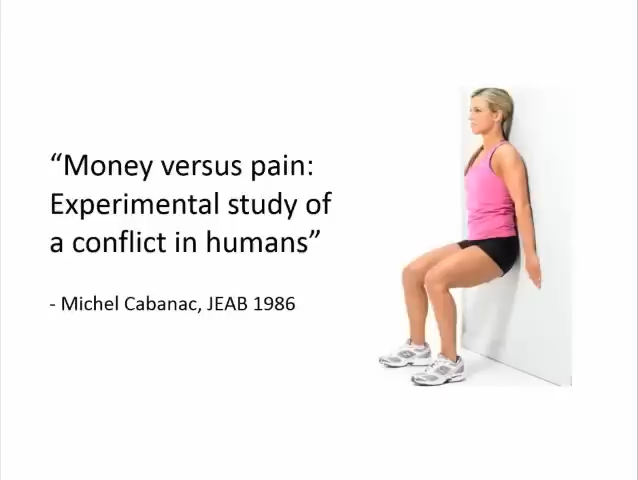 “Money versus pain:
Experimental study of
a conflict in humans”
- Michel Cabanac, JEAB 1986